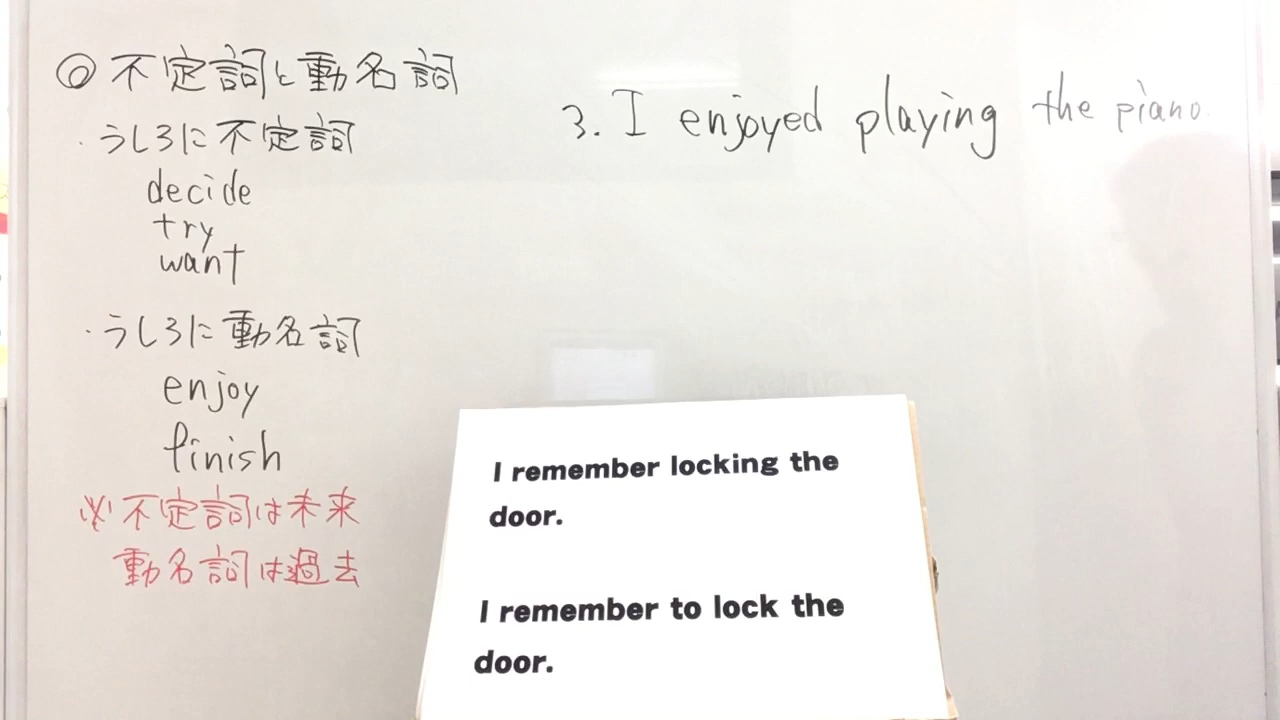 ◎不定詞と動名詞
・うしろに不定詞
decide
try
want
・うしろに動名詞
enjoy
finish
※不定詞は未来
動名詞は過去
3. I enjoyed playing the piano.
I remember locking the
door.
I remember to lock the
door.